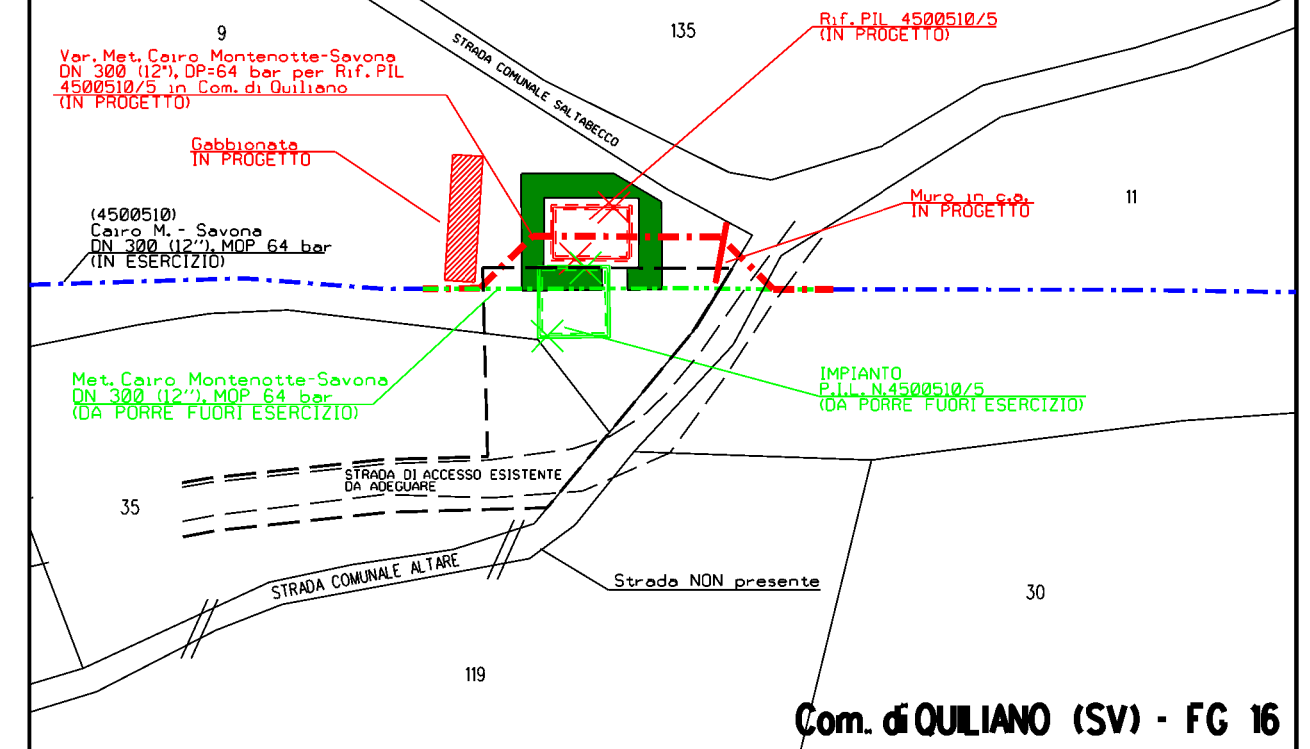 9
135
Rif. PIL 4500510/5
(IN PROGETTO)
Var. Met. Cairo Montenotte-Savona
DN 300 (12"), DP=64 bar per Rif. PIL
4500510/5 in Com. di Quiliano
(IN PROGETTO)
STRADA COMUNALE SALTABECCO
Gabbionata
IN PROGETTO
Muro in c.a.
IN PROGETTO
11
(4500510)
Cairo M. - Savona
DN 300 (12''), MOP 64 bar
(IN ESERCIZIO)
Met. Cairo Montenotte-Savona
DN 300 (12''), MOP 64 bar
(DA PORRE FUORI ESERCIZIO)
IMPIANTO
P.I.L. N.4500510/5
(DA PORRE FUORI ESERCIZIO)
STRADA DI ACCESSO ESISTENTE
DA ADEGUARE
35
STRADA COMUNALE ALTARE
Strada NON presente
30
119
Com. di QUILIANO (SV) - FG 16